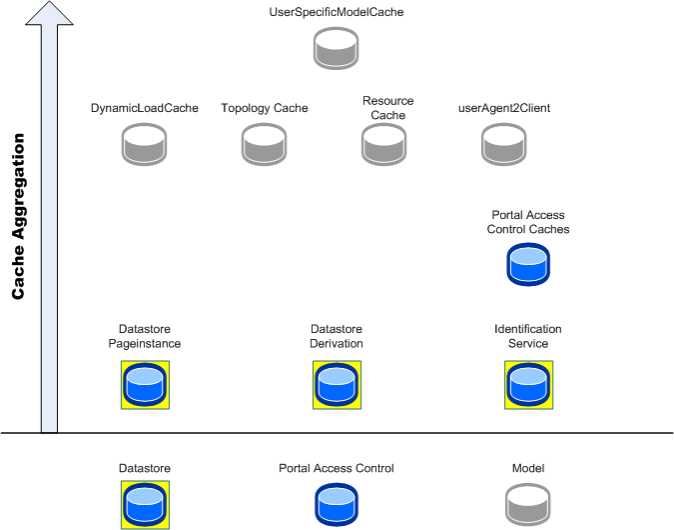 UserSpecificModelCache
DynamicLoadCache
Topology Cache
Resource
Cache
userAgent2Client
Cache Aggregation
Portal Access
Control Caches
Datastore
Pageinstance
Datastore
Derivation
Identification
Service
Datastore
Portal Access Control
Model